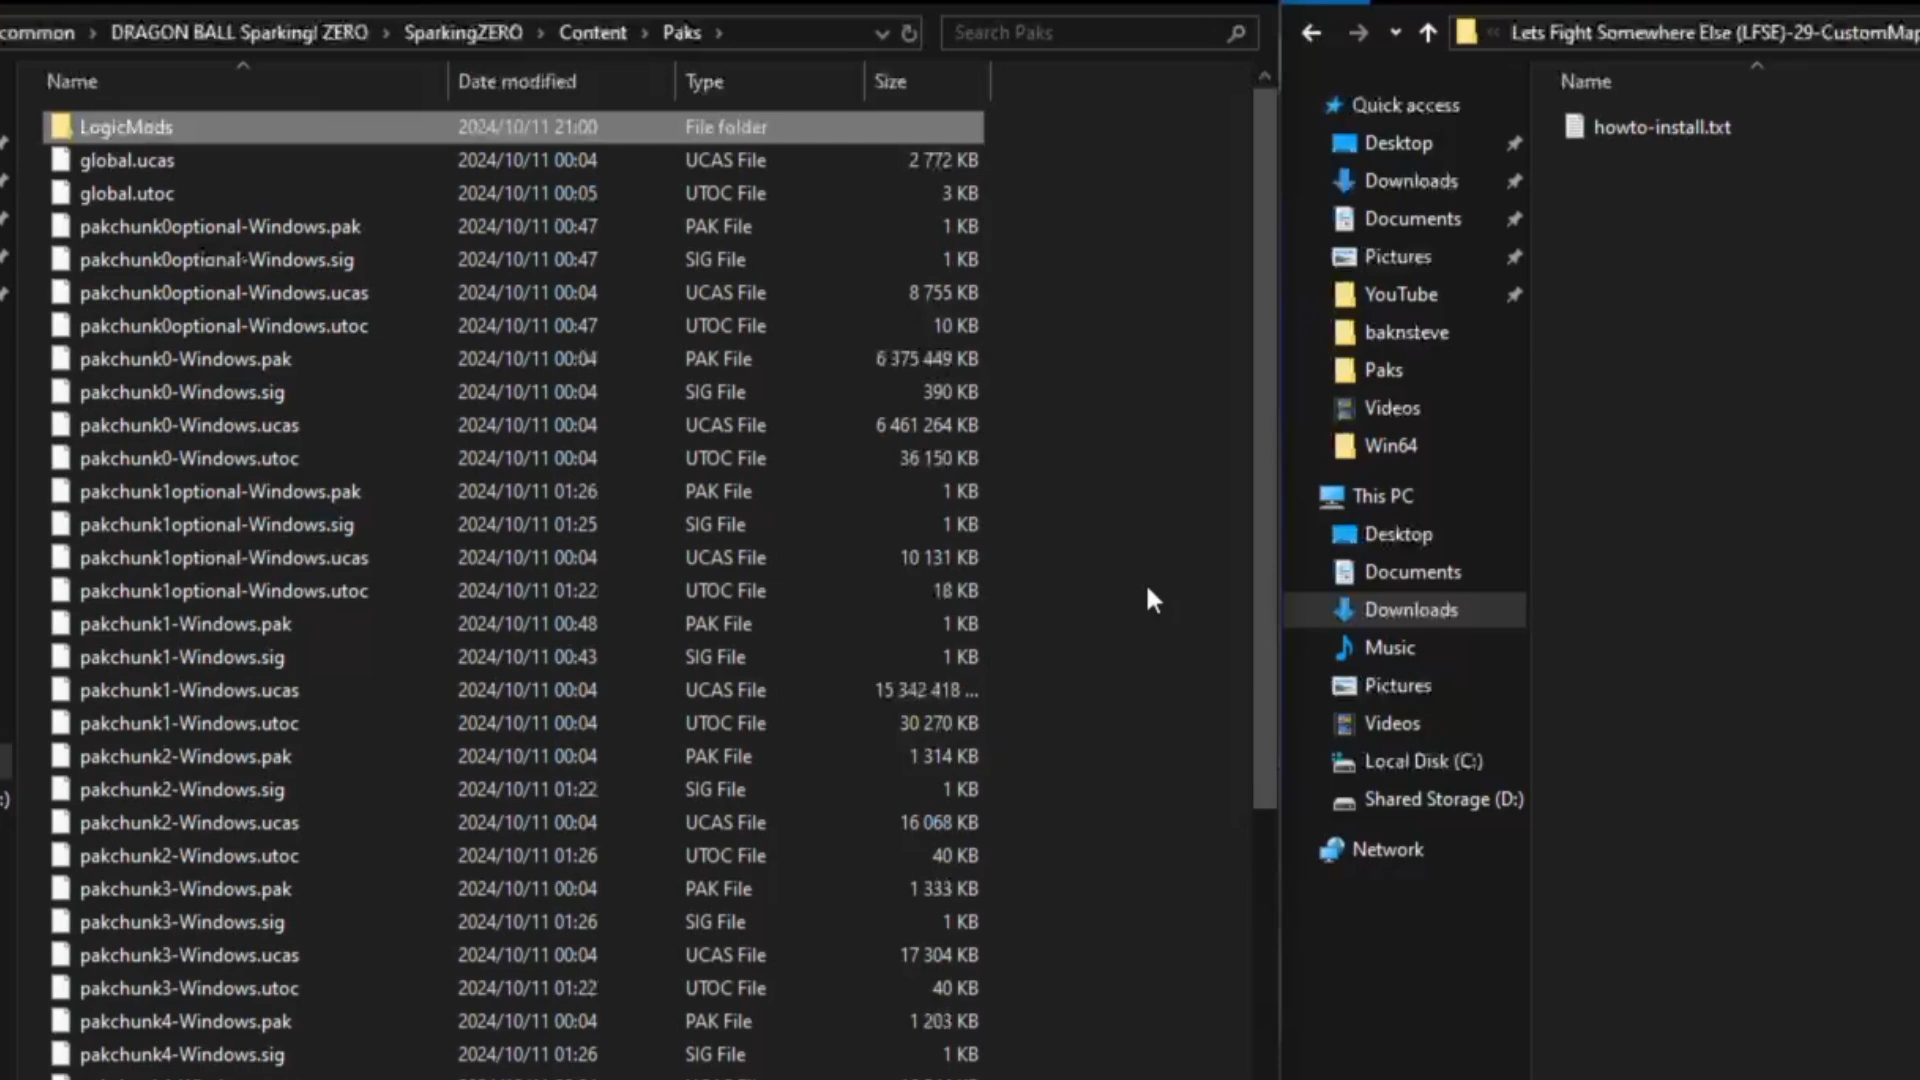 common > DRAGON BALL Sparking! ZERO > SparkingZERO > Content > Paks >
Search Paks
Name Date modified Type Size
LogicMods 2024/10/11 21:00 File folder
global.ucas 2024/10/11 00:04 UCAS File 2 772 KB
global.utoc 2024/10/11 00:05 UTOC File 3 KB
pakchunk0optional-Windows.pak 2024/10/11 00:47 PAK File 1 KB
pakchunk0optional-Windows.sig 2024/10/11 00:47 SIG File 1 KB
pakchunk0optional-Windows.ucas 2024/10/11 00:04 UCAS File 8 755 KB
pakchunk0optional-Windows.utoc 2024/10/11 00:47 UTOC File 10 KB
pakchunk0-Windows.pak 2024/10/11 00:04 PAK File 6 375 449 KB
pakchunk0-Windows.sig 2024/10/11 00:04 SIG File 390 KB
pakchunk0-Windows.ucas 2024/10/11 00:04 UCAS File 6 461 264 KB
pakchunk0-Windows.utoc 2024/10/11 00:04 UTOC File 36 150 KB
pakchunk1optional-Windows.pak 2024/10/11 01:26 PAK File 1 KB
pakchunk1optional-Windows.sig 2024/10/11 01:25 SIG File 1 KB
pakchunk1optional-Windows.ucas 2024/10/11 00:04 UCAS File 10 131 KB
pakchunk1optional-Windows.utoc 2024/10/11 01:22 UTOC File 18 KB
pakchunk1-Windows.pak 2024/10/11 00:48 PAK File 1 KB
pakchunk1-Windows.sig 2024/10/11 00:43 SIG File 1 KB
pakchunk1-Windows.ucas 2024/10/11 00:04 UCAS File 15 342 418 ...
pakchunk1-Windows.utoc 2024/10/11 00:04 UTOC File 30 270 KB
pakchunk2-Windows.pak 2024/10/11 00:04 PAK File 1 314 KB
pakchunk2-Windows.sig 2024/10/11 01:22 SIG File 1 KB
pakchunk2-Windows.ucas 2024/10/11 00:04 UCAS File 16 068 KB
pakchunk2-Windows.utoc 2024/10/11 01:26 UTOC File 40 KB
pakchunk3-Windows.pak 2024/10/11 00:04 PAK File 1 333 KB
pakchunk3-Windows.sig 2024/10/11 01:26 SIG File 1 KB
pakchunk3-Windows.ucas 2024/10/11 00:04 UCAS File 17 304 KB
pakchunk3-Windows.utoc 2024/10/11 01:22 UTOC File 40 KB
pakchunk4-Windows.pak 2024/10/11 00:04 PAK File 1 203 KB
pakchunk4-Windows.sig 2024/10/11 01:26 SIG File 1 KB
:)
« Lets Fight Somewhere Else (LFSE)-29-CustomMap
Quick access
Desktop
Downloads
Documents
Pictures
YouTube
baknsteve
Paks
Videos
Win64
This PC
Desktop
Documents
Downloads
Music
Pictures
Videos
Local Disk (C:)
Shared Storage (D:)
Network
Name
howto-install.txt